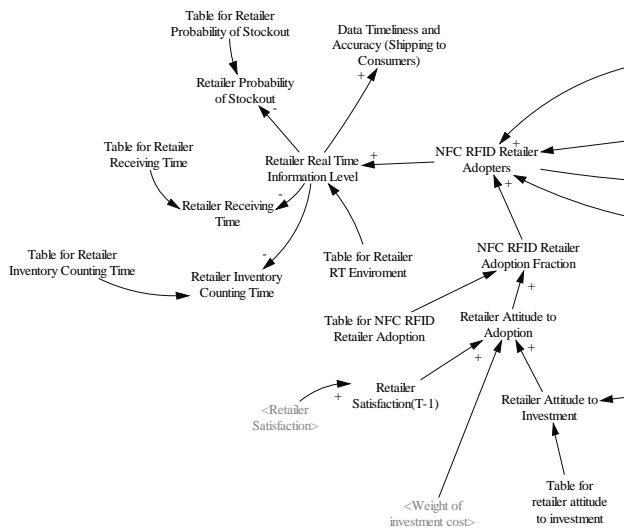 Table for Retailer
Probability of Stockout
Data Timeliness and
Accuracy (Shipping to
Consumers)
+
Retailer Probability
of Stockout
-
Table for Retailer
Receiving Time
Retailer Real Time
Information Level
+
NFC RFID Retailer
Adopters
+
+
-
Retailer Receiving
Time
Table for Retailer
Inventory Counting Time
-
Retailer Inventory
Counting Time
Table for Retailer
RT Enviroment
NFC RFID Retailer
Adoption Fraction
+
Table for NFC RFID
Retailer Adoption
Retailer Attitude to
Adoption
+
+
<Retailer
Satisfaction>
+
Retailer
Satisfaction(T-1)
Retailer Attitude to
Investment
<Weight of
investment cost>
Table for
retailer attitude
to investment